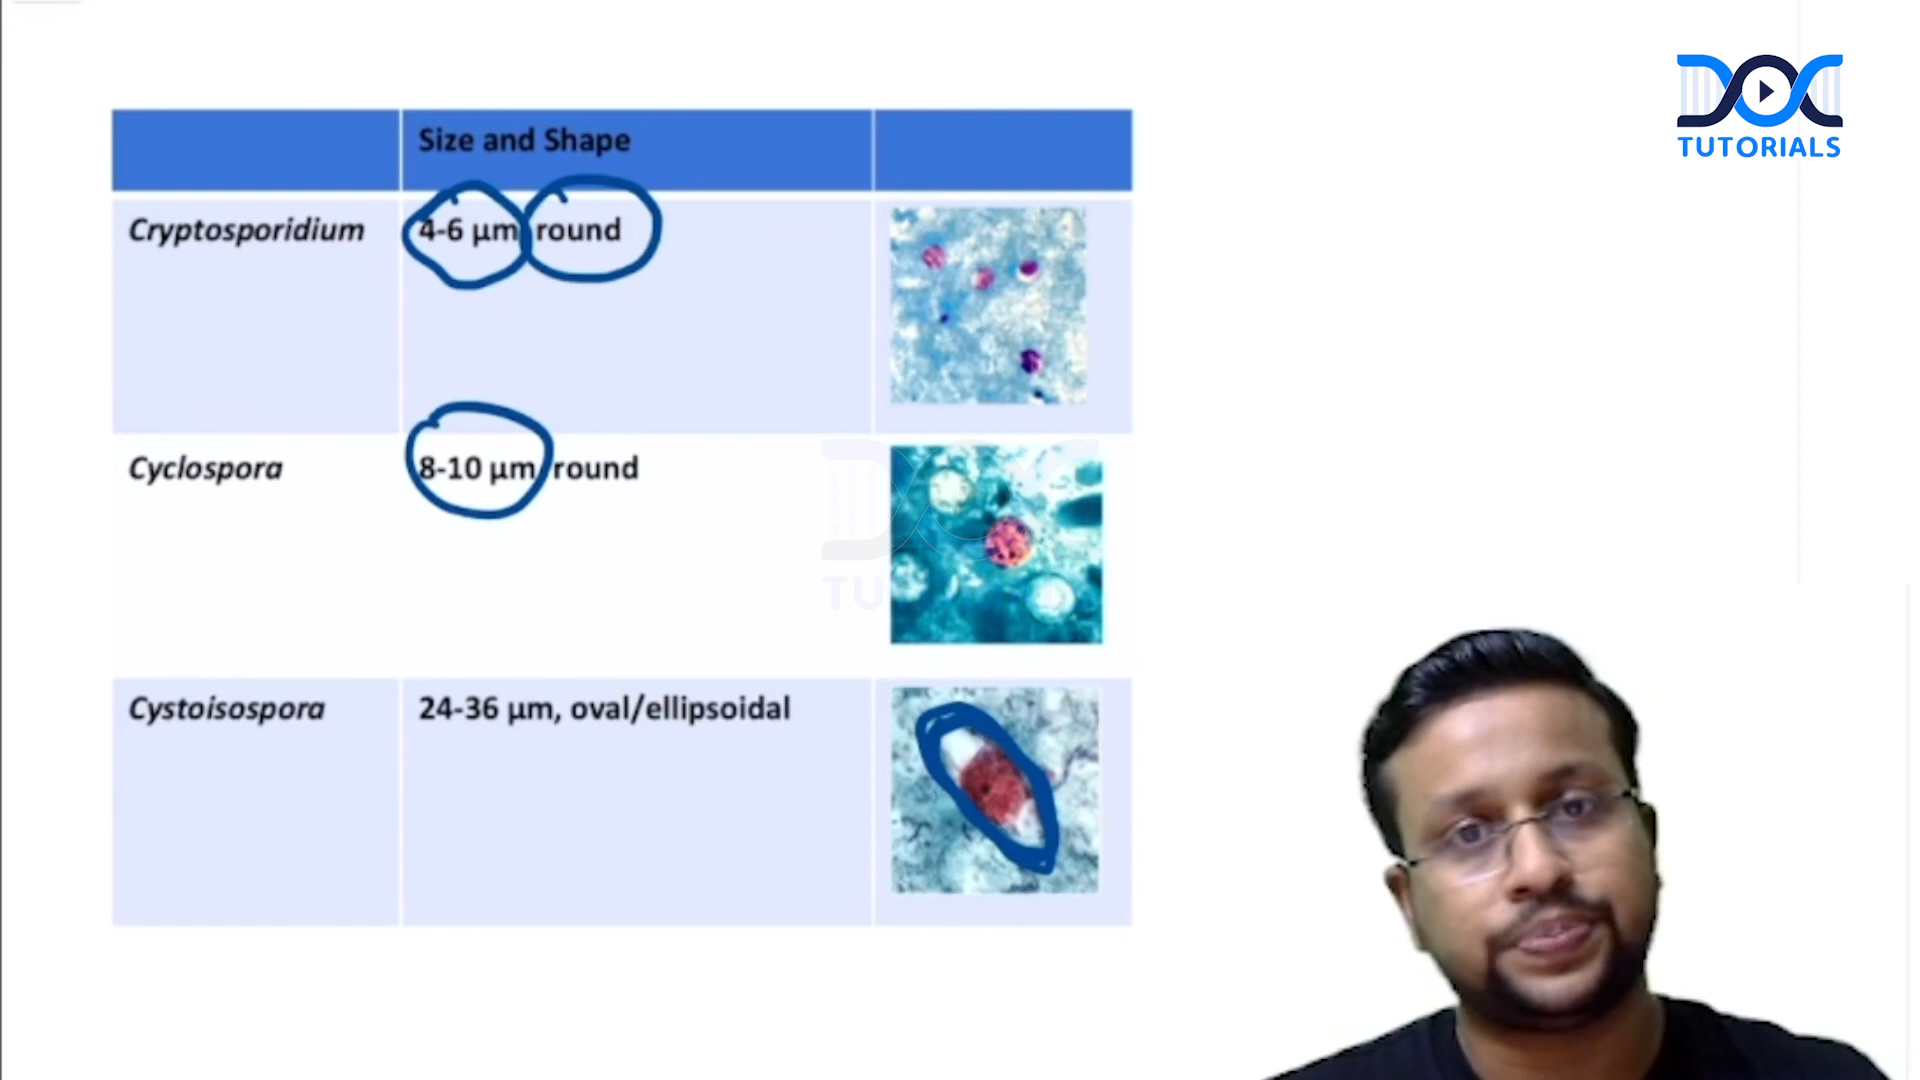 DOC
TUTORIALS
Size and Shape
Cryptosporidium
4-6 µm, round
Cyclospora
8-10 µm, round
Cystoisospora
24-36 µm, oval/ellipsoidal